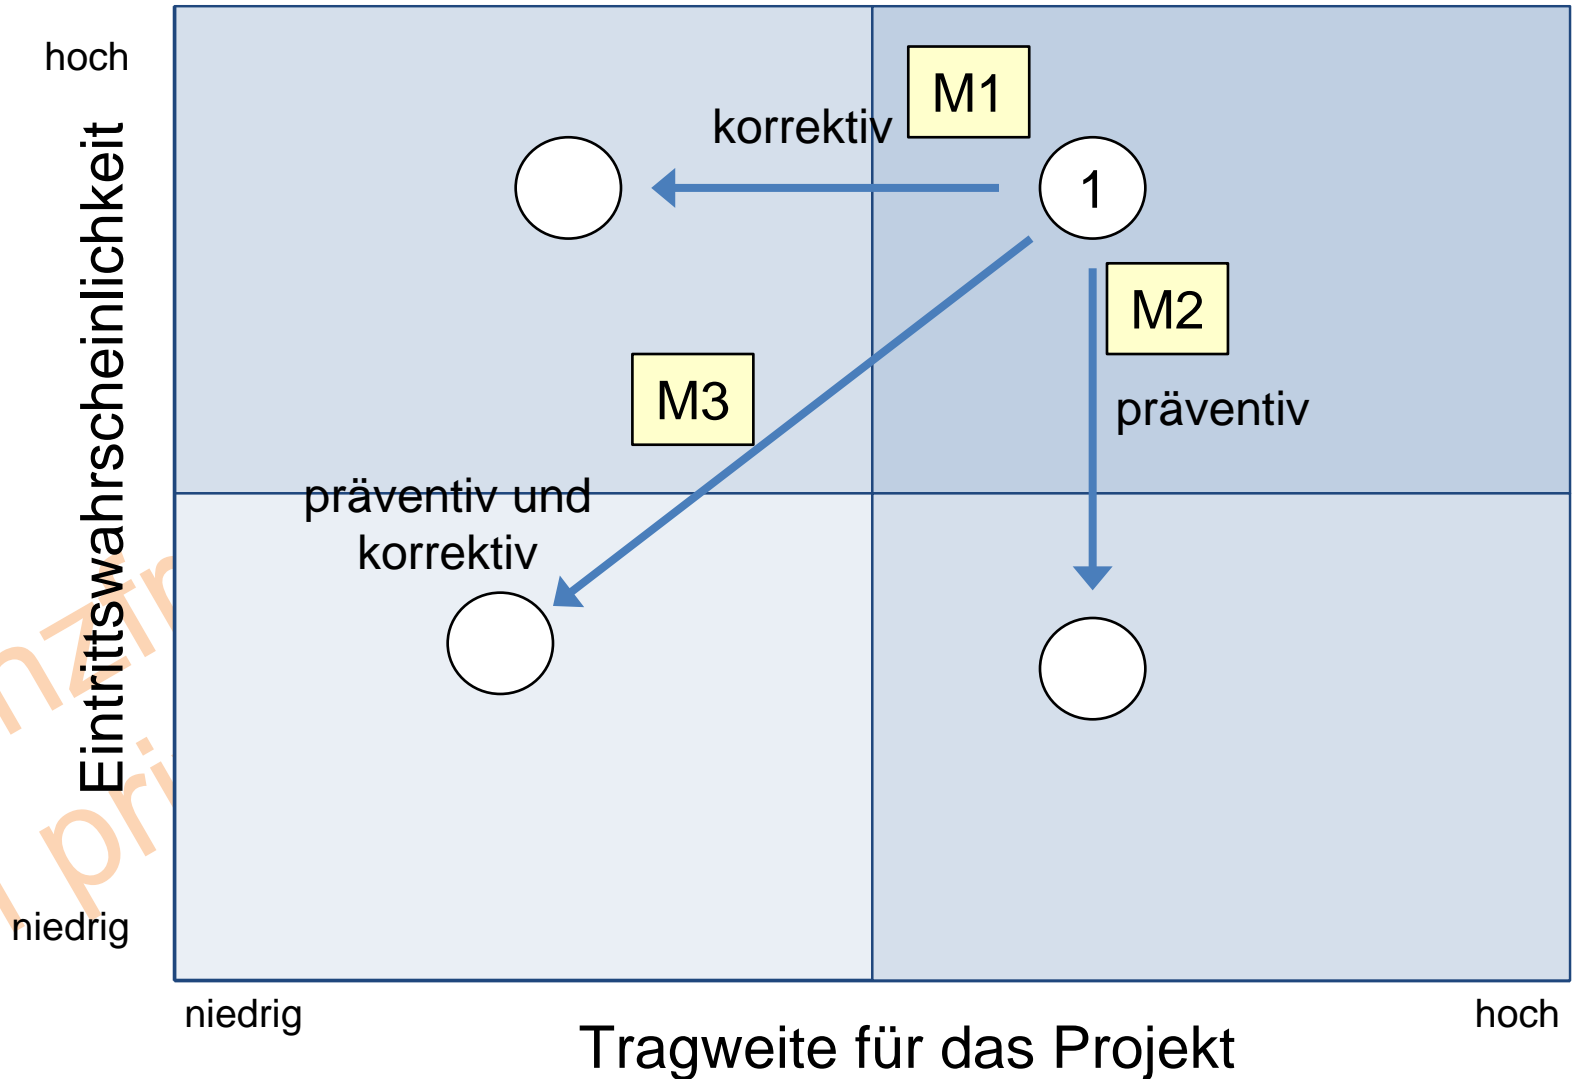 hoch
M1
korrektiv
1
M2
M3
präventiv
präventiv und
korrektiv
Eintrittswahrscheinlichkeit
niedrig
niedrig
hoch
Tragweite für das Projekt